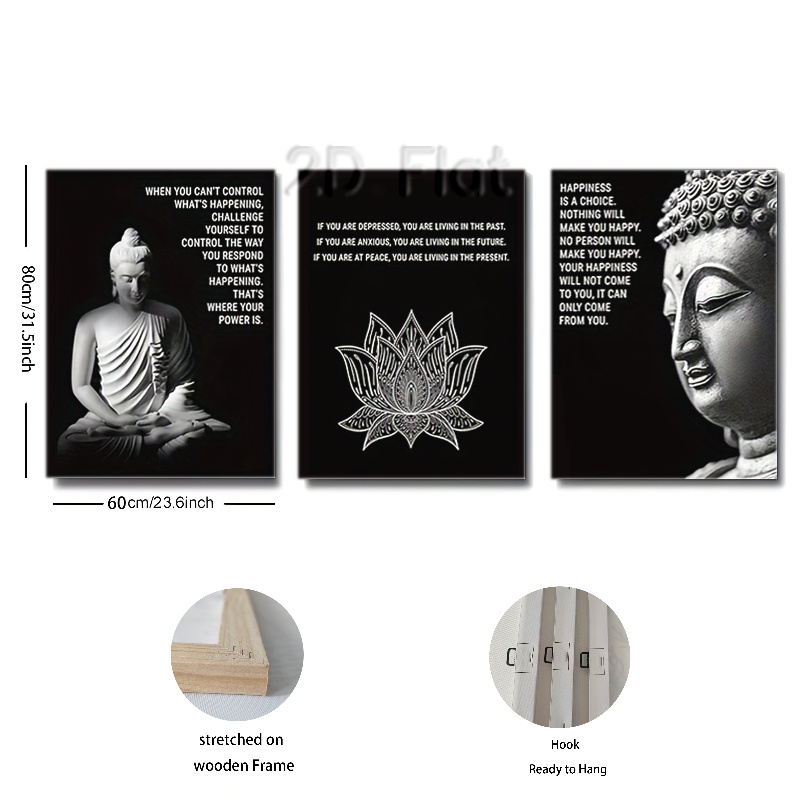 2D Flat
WHEN YOU CAN'T CONTROL
WHAT'S HAPPENING,
CHALLENGE
YOURSELF TO
CONTROL THE WAY
YOU RESPOND
TO WHAT'S
HAPPENING.
THAT'S
WHERE YOUR
POWER IS.
IF YOU ARE DEPRESSED, YOU ARE LIVING IN THE PAST.
IF YOU ARE ANXIOUS, YOU ARE LIVING IN THE FUTURE.
IF YOU ARE AT PEACE, YOU ARE LIVING IN THE PRESENT.
HAPPINESS
IS A CHOICE.
NOTHING WILL
MAKE YOU HAPPY.
NO PERSON WILL
MAKE YOU HAPPY.
YOUR HAPPINESS
WILL NOT COME
TO YOU, IT CAN
ONLY COME
FROM YOU.
80cm/31.5inch
60cm/23.6inch
stretched on
wooden Frame
Hook
Ready to Hang